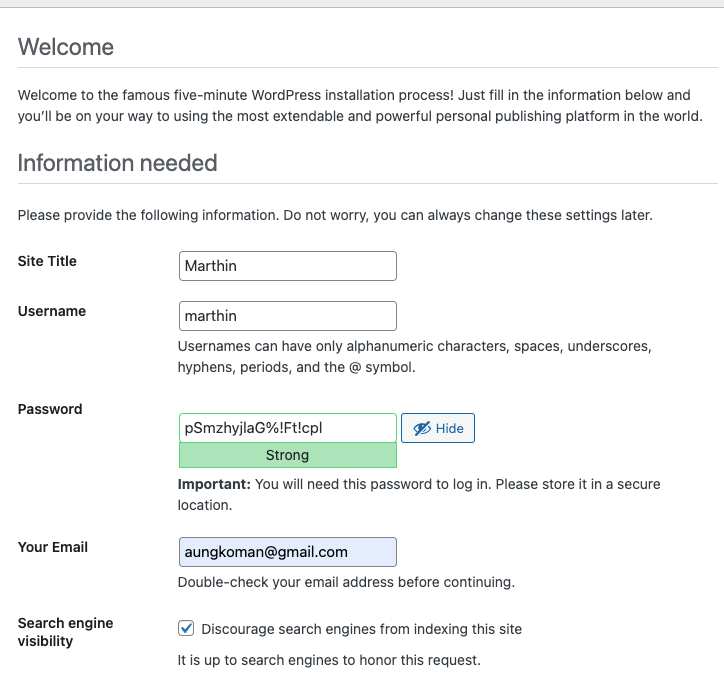 Welcome
Welcome to the famous five-minute WordPress installation process! Just fill in the information below and
you’ll be on your way to using the most extendable and powerful personal publishing platform in the world.
Information needed
Please provide the following information. Do not worry, you can always change these settings later.
Site Title
Marthin
Username
marthin
Usernames can have only alphanumeric characters, spaces, underscores,
hyphens, periods, and the @ symbol.
Password
pSmzhyjlaG%!Ft!cpl
Hide
Strong
Important: You will need this password to log in. Please store it in a secure
location.
Your Email
aungkoman@gmail.com
Double-check your email address before continuing.
Search engine
visibility
Discourage search engines from indexing this site
It is up to search engines to honor this request.